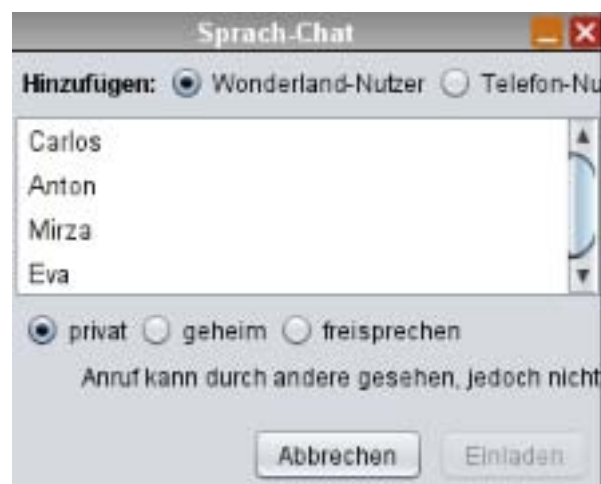 Sprach-Chat
Hinzufügen: Wonderland-Nutzer Telefon-Nu
Carlos
Anton
Mirza
Eva
privat geheim freisprechen
Anruf kann durch andere gesehen, jedoch nicht
Abbrechen Einladen